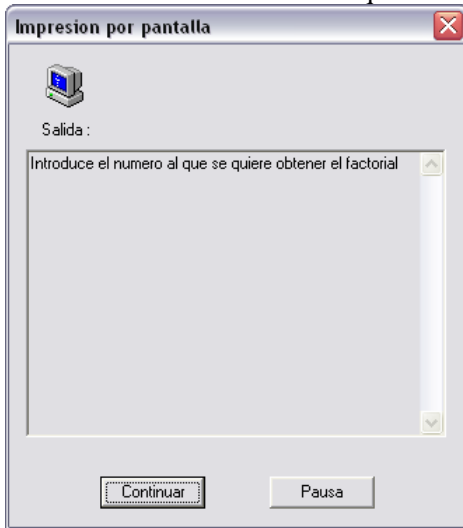 Impresion por pantalla
Salida :
Introduce el numero al que se quiere obtener el factorial
Continuar
Pausa